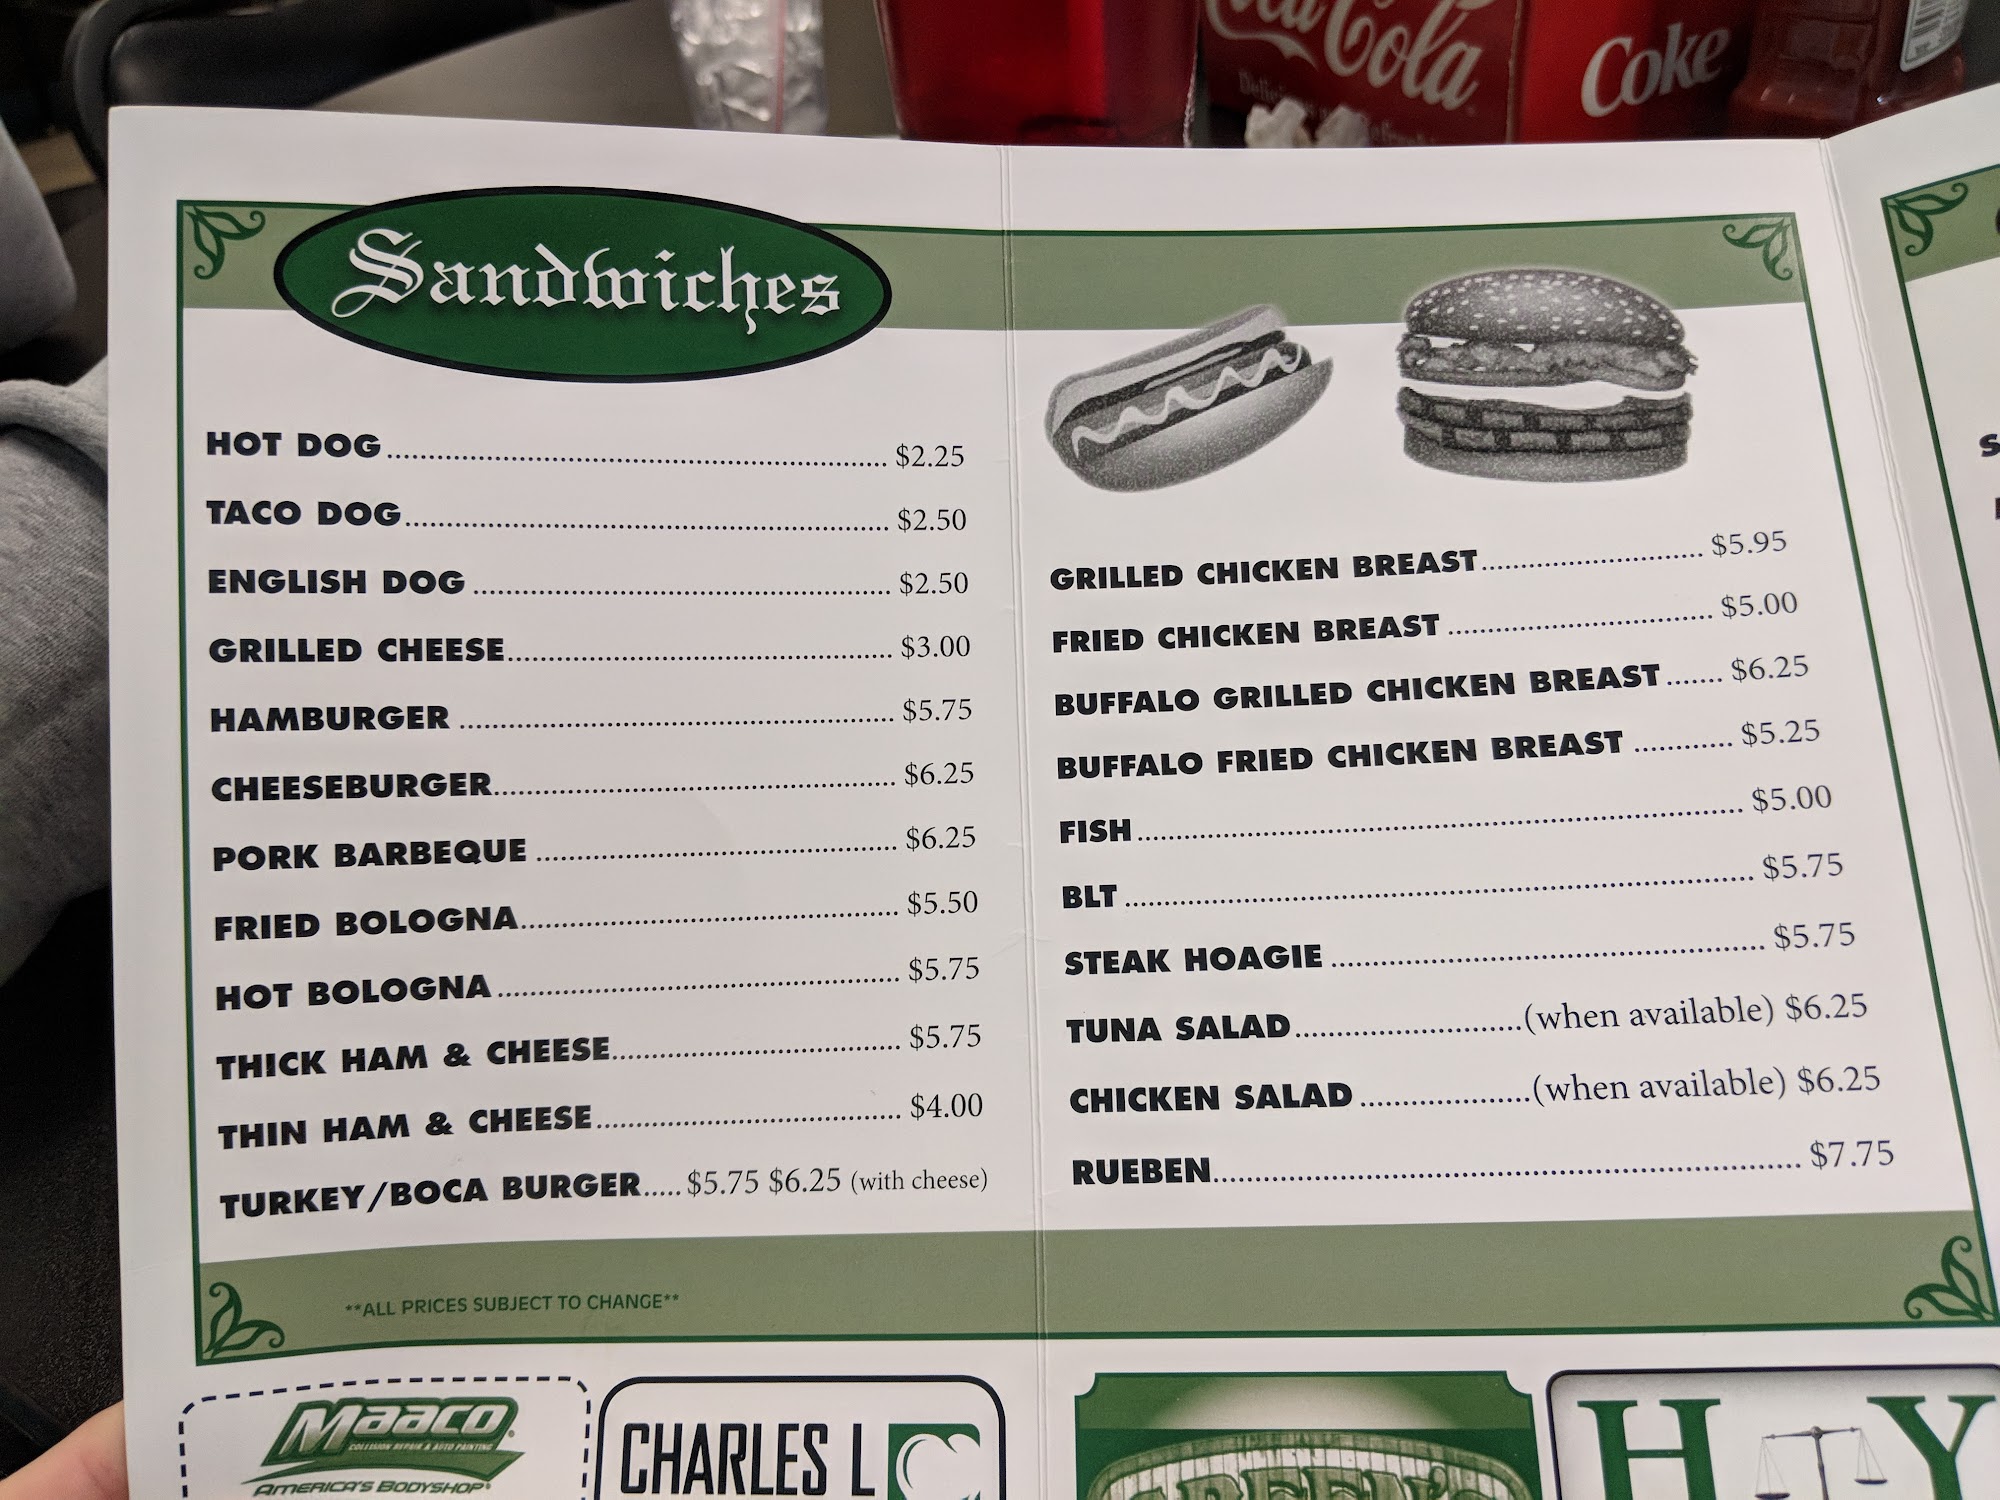 Coca-Cola
Coke
Sandwiches
HOT DOG........ $2.25
TACO DOG........ $2.50
ENGLISH DOG........ $2.50
GRILLED CHEESE........ $3.00
HAMBURGER........ $5.75
CHEESEBURGER........ $6.25
PORK BARBEQUE........ $6.25
FRIED BOLOGNA........ $5.50
HOT BOLOGNA........ $5.75
THICK HAM & CHEESE........ $5.75
THIN HAM & CHEESE........ $4.00
TURKEY/BOCA BURGER..... $5.75 $6.25 (with cheese)
GRILLED CHICKEN BREAST........ $5.95
FRIED CHICKEN BREAST........ $5.00
BUFFALO GRILLED CHICKEN BREAST....... $6.25
BUFFALO FRIED CHICKEN BREAST........ $5.25
FISH........ $5.00
BLT........ $5.75
STEAK HOAGIE........ $5.75
TUNA SALAD........(when available) $6.25
CHICKEN SALAD........(when available) $6.25
RUEBEN........ $7.75
**ALL PRICES SUBJECT TO CHANGE**
Maaco
COLLISION REPAIR & AUTO PAINTING
AMERICA'S BODYSHOP
CHARLES L
GREEN'S
H Y